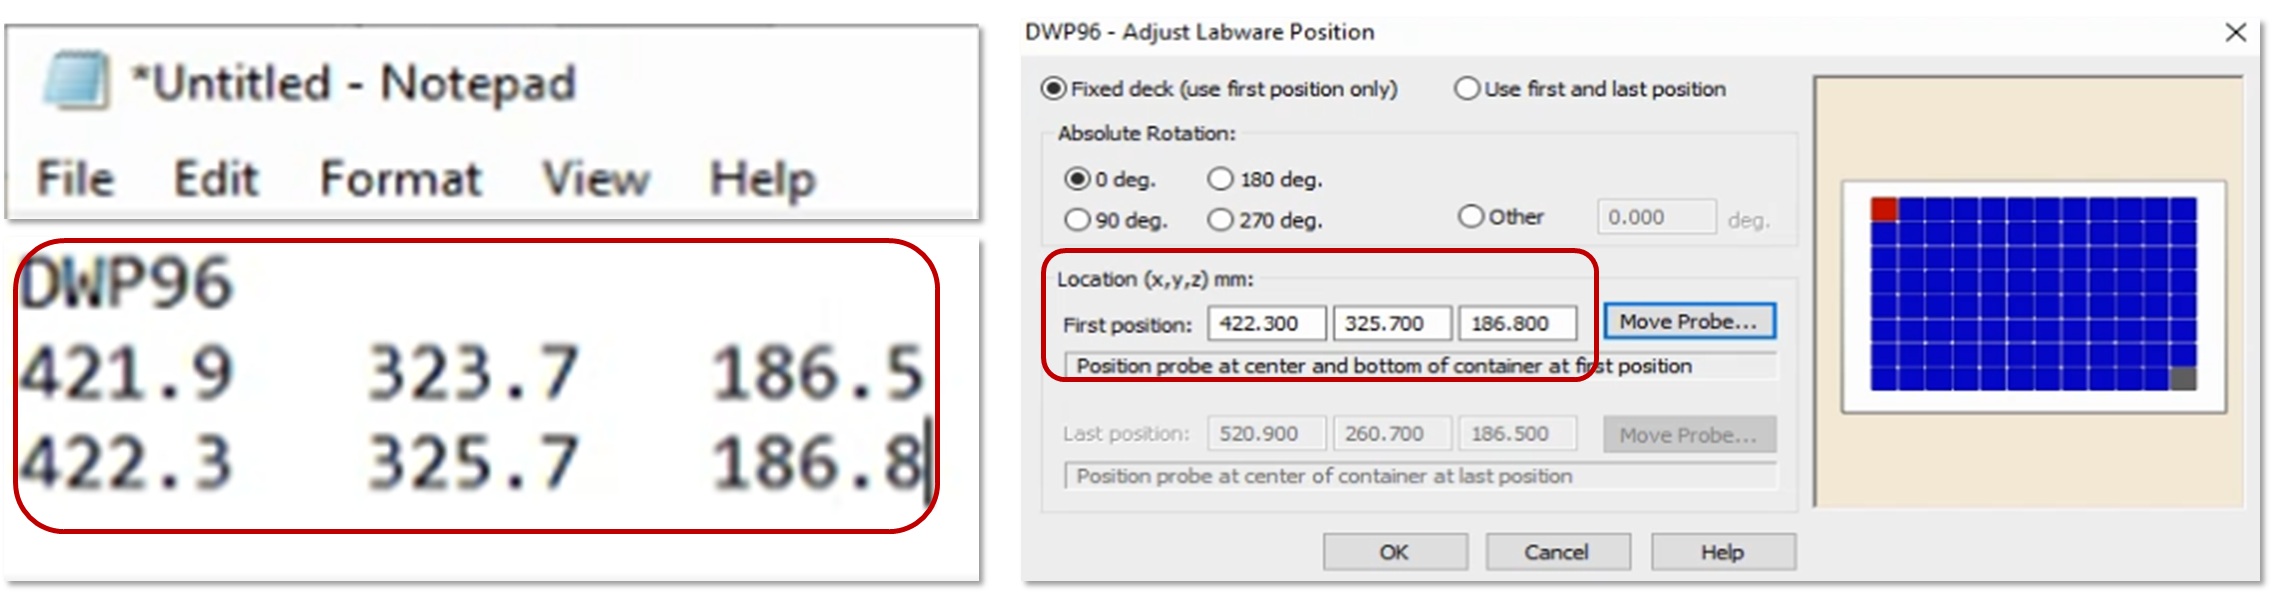 *Untitled - Notepad
File Edit Format View Help
DWP96
421.9 323.7 186.5
422.3 325.7 186.8
DWP96 - Adjust Labware Position
Fixed deck (use first position only) Use first and last position
Absolute Rotation:
0 deg. 180 deg.
90 deg. 270 deg. Other 0.000 deg.
Location (x,y,z) mm:
First position: 422.300 325.700 186.800 Move Probe...
Position probe at center and bottom of container at first position
Last position: 520.900 260.700 186.500 Move Probe...
Position probe at center of container at last position
OK Cancel Help